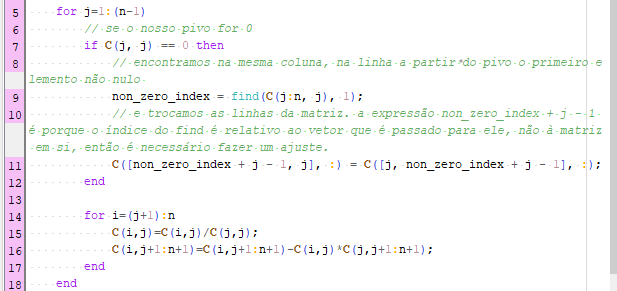 5 for j=1:(n-1)
6 // se o nosso pivo for 0
7 if C(j, j) == 0 then
8 // encontramos na mesma coluna, na linha a partir do pivo o primeiro e
lemento não nulo
9 non_zero_index = find(C(j:n, j), 1);
10 // e trocamos as linhas da matriz. a expressão non_zero_index + j - 1
é porque o índice do find é relativo ao vetor que é passado para ele, não à matriz
em si, então é necessário fazer um ajuste.
11 C([non_zero_index + j - 1, j], :) = C([j, non_zero_index + j - 1], :);
12 end
13
14 for i=(j+1):n
15 C(i,j)=C(i,j)/C(j,j);
16 C(i,j+1:n+1)=C(i,j+1:n+1)-C(i,j)*C(j,j+1:n+1);
17 end
18 end